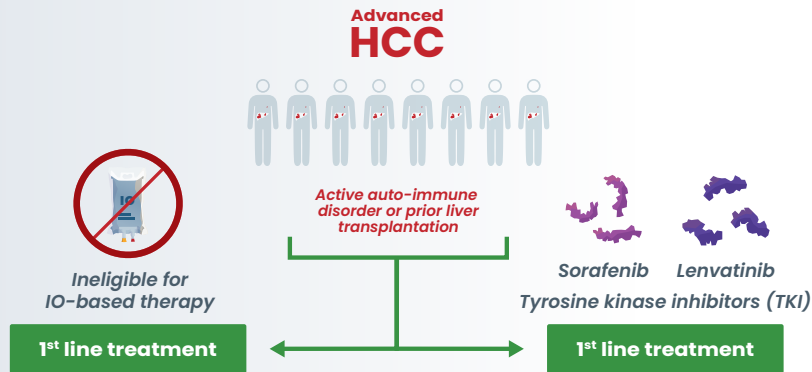 Advanced
HCC
IO
Active auto-immune
disorder or prior liver
transplantation
Ineligible for
IO-based therapy
1st line treatment
Sorafenib
Lenvatinib
Tyrosine kinase inhibitors (TKI)
1st line treatment